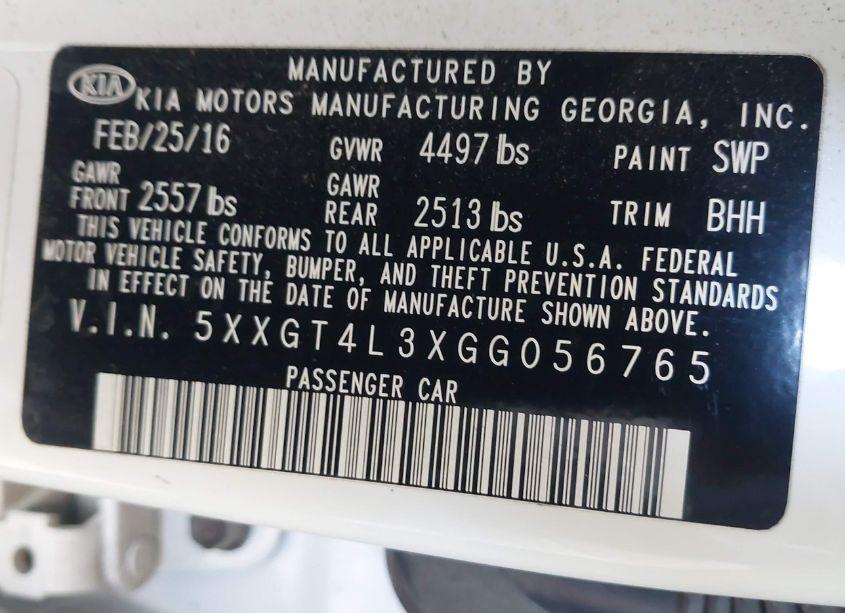 MANUFACTURED BY
KIA KIA MOTORS MANUFACTURING GEORGIA, INC.
FEB/25/16 GVWR 4497 lbs PAINT SWP
GAWR FRONT 2557 lbs GAWR REAR 2513 lbs TRIM BHH
THIS VEHICLE CONFORMS TO ALL APPLICABLE U.S.A. FEDERAL
MOTOR VEHICLE SAFETY, BUMPER, AND THEFT PREVENTION STANDARDS
IN EFFECT ON THE DATE OF MANUFACTURE SHOWN ABOVE.
V.I.N. 5XXGT4L3XGG056765
PASSENGER CAR